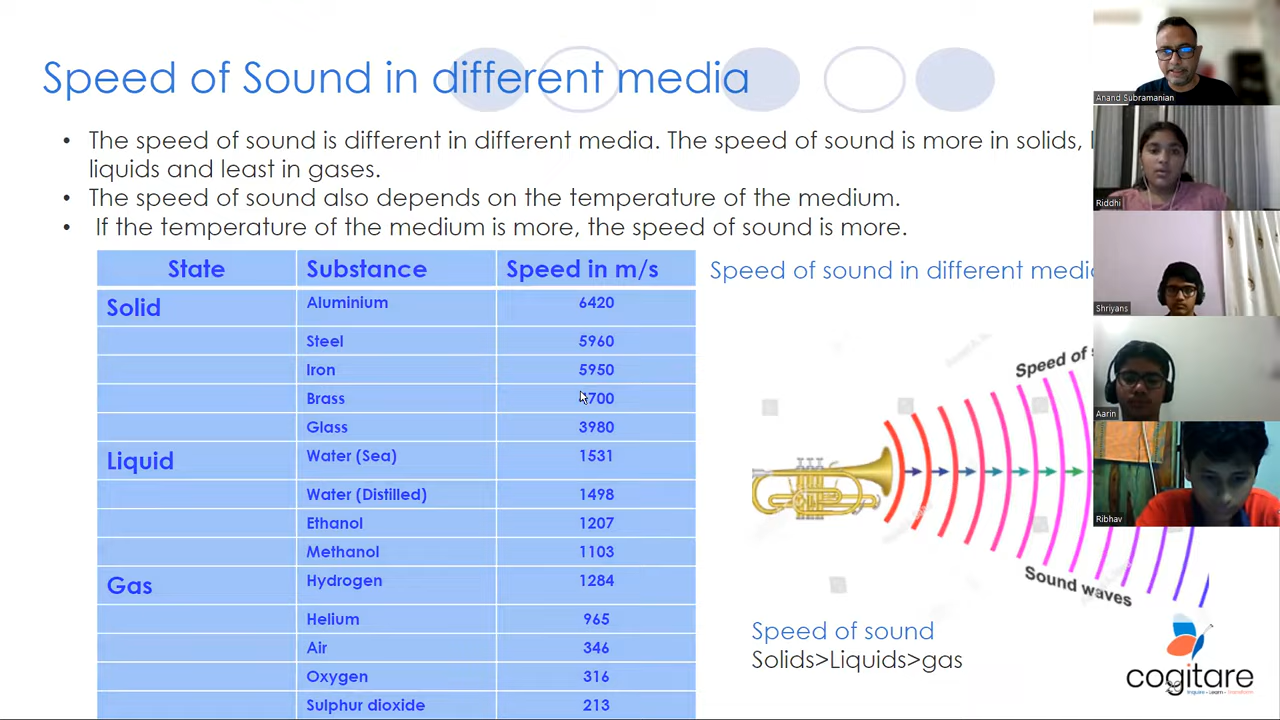 Speed of Sound in different media
• The speed of sound is different in different media. The speed of sound is more in solids,
liquids and least in gases.
• The speed of sound also depends on the temperature of the medium.
• If the temperature of the medium is more, the speed of sound is more.
State Substance Speed in m/s
Solid Aluminium 6420
Steel 5960
Iron 5950
Brass
Glass 3980
Liquid Water (Sea) 1531
Water (Distilled) 1498
Ethanol 1207
Methanol 1103
Gas Hydrogen 1284
Helium 965
Air 346
Oxygen 316
Sulphur dioxide 213
Speed of sound in different
Speed of
Sound waves
Speed of sound
Solids>Liquids>gas
cogitare
Anand Subramanian
Riddhi
Shriyans
Aarin
Ribhav